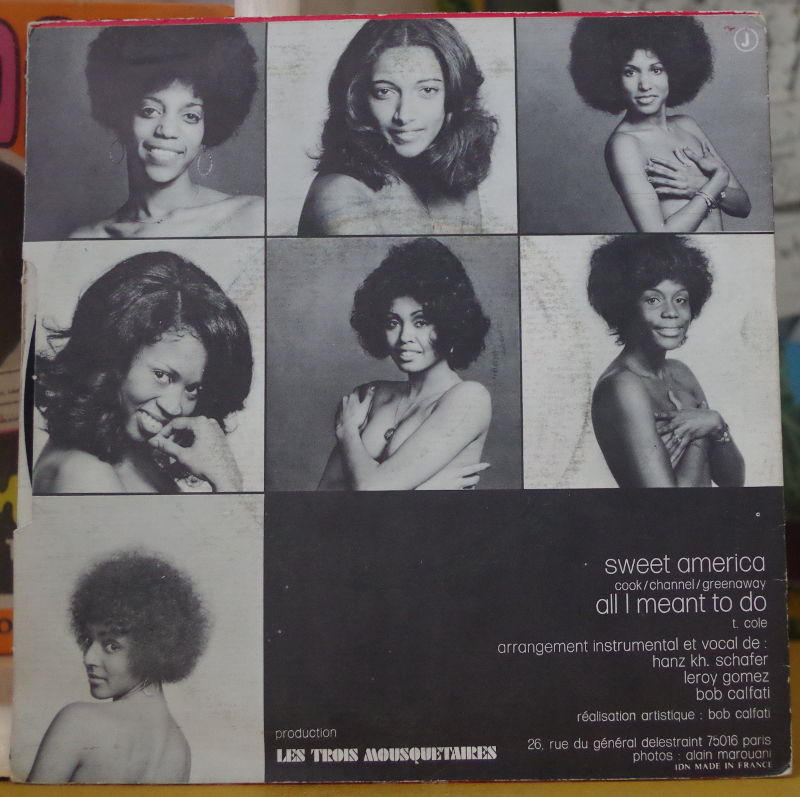 J
sweet america
cook/channel/greenaway
all I meant to do
t. cole
arrangement instrumental et vocal de :
hanz kh. schafer
leroy gomez
bob calfati
réalisation artistique : bob calfati
production
LES TROIS MOUSQUETAIRES
26, rue du général delestraint 75016 paris
photos : alain marouani
IDN MADE IN FRANCE